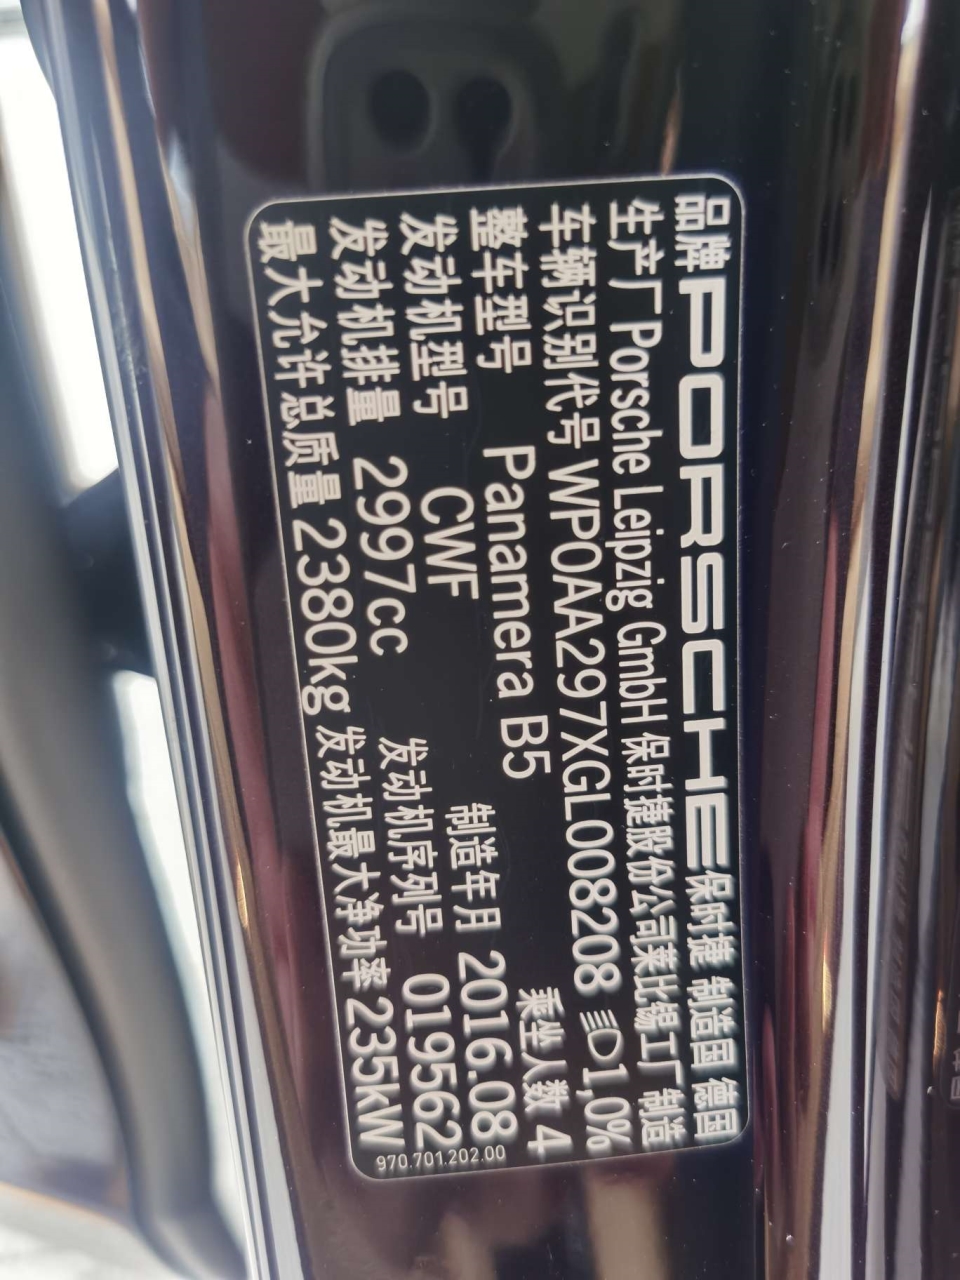 品牌 PORSCHE 保时捷 制造国 德国
生产厂 Porsche Leipzig GmbH 保时捷股份公司莱比锡工厂 制造
车辆识别代号 WP0AA297XGL008208 1,0%
整车型号 Panamera B5 乘坐人数 4
发动机型号 CWF 制造年月 2016.08
发动机排量 2997cc 发动机序列号 019562
最大允许总质量 2380kg 发动机最大净功率 235kW
970.701.202.00